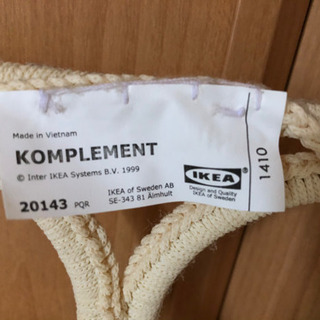 Made in Vietnam
KOMPLEMENT
© Inter IKEA Systems B.V. 1999
20143 PQR
IKEA of Sweden AB
SE-343 81 Älmhult
IKEA
Design and Quality
IKEA of Sweden
1410